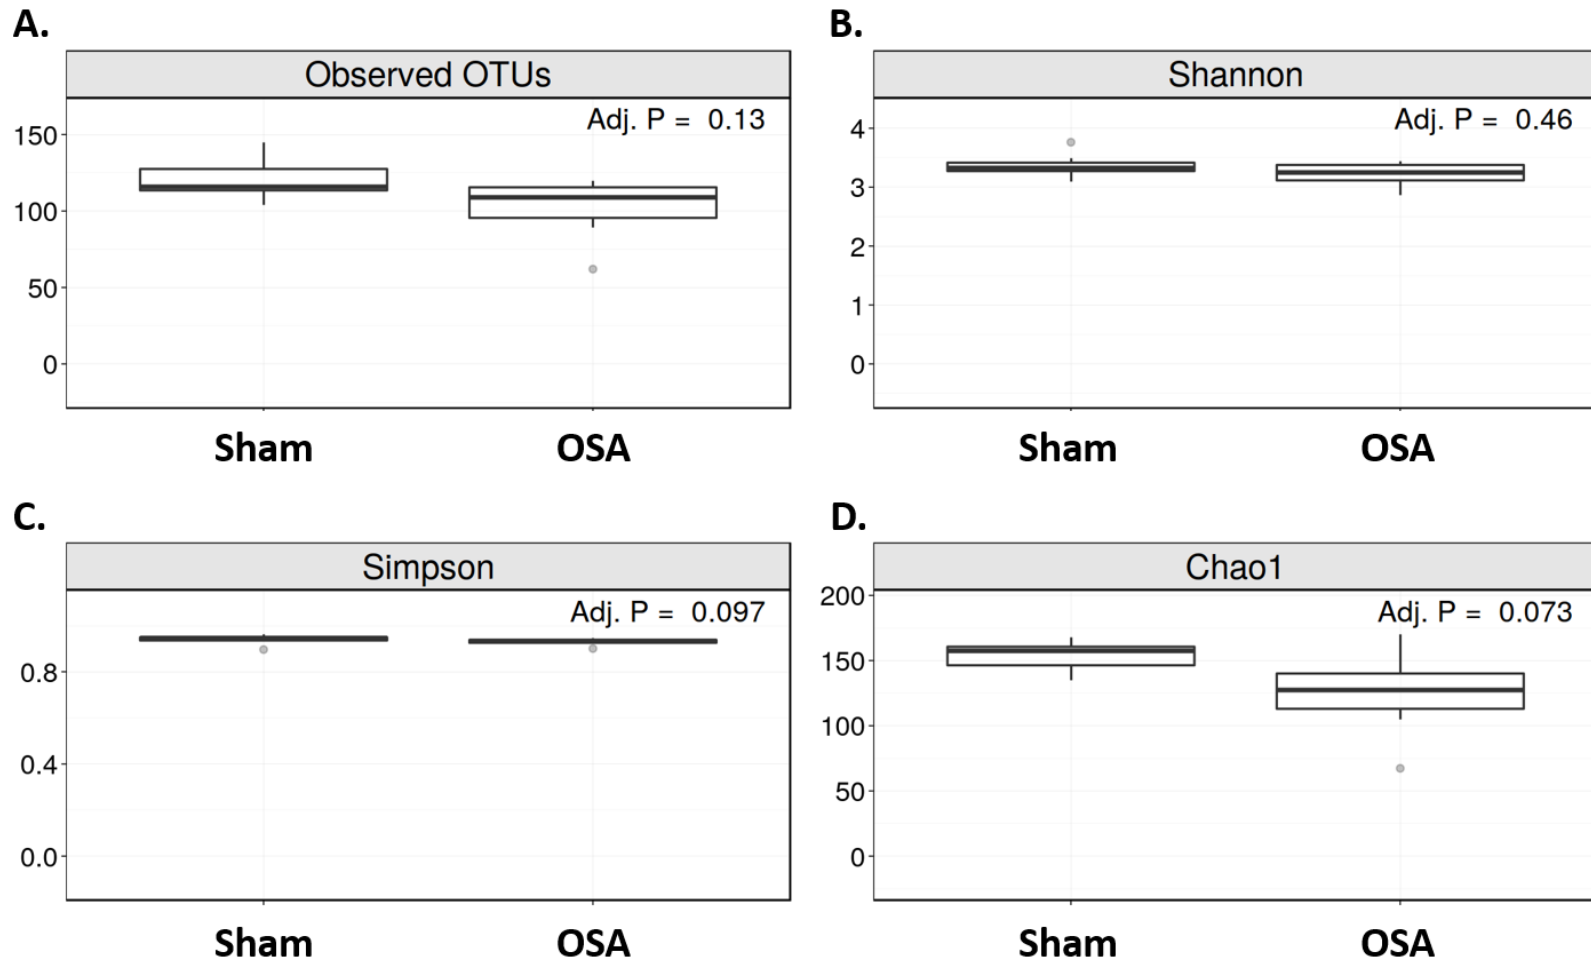 A.
Observed OTUs
Adj. P = 0.13
150
100
50
0
Sham OSA
B.
Shannon
Adj. P = 0.46
4
3
2
1
0
Sham OSA
C.
Simpson
Adj. P = 0.097
0.8
0.4
0.0
Sham OSA
D.
Chao1
Adj. P = 0.073
200
150
100
50
0
Sham OSA